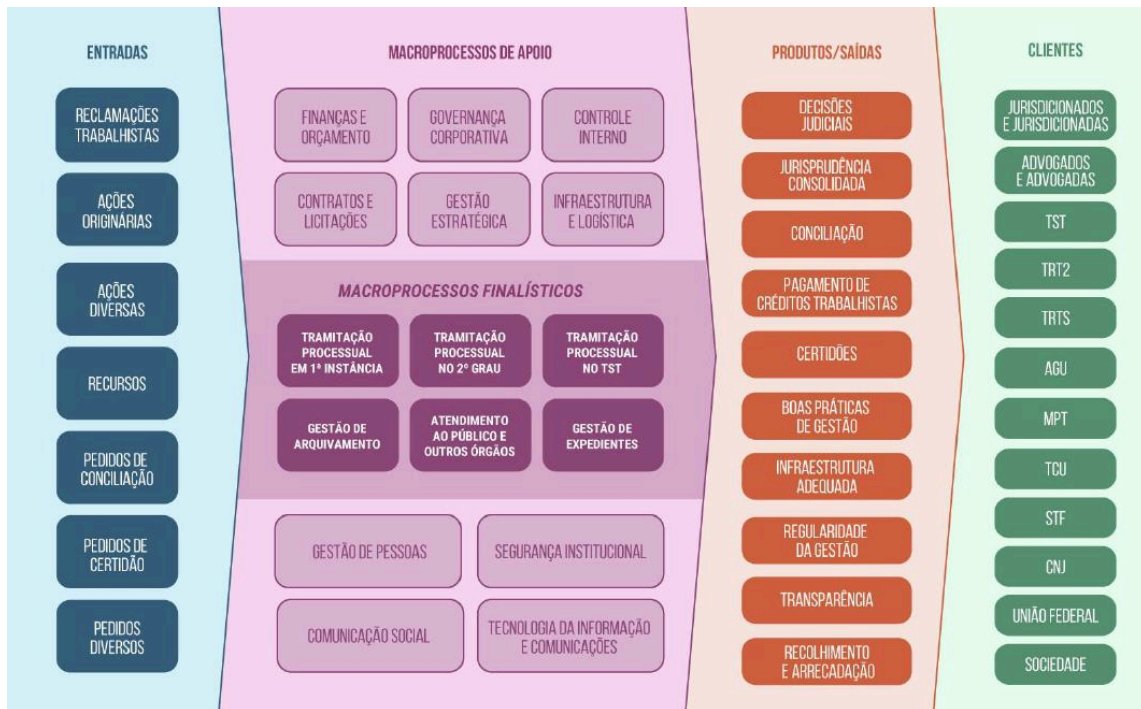 ENTRADAS
RECLAMAÇÕES
TRABALHISTAS
AÇÕES
ORIGINÁRIAS
AÇÕES
DIVERSAS
RECURSOS
PEDIDOS DE
CONCILIAÇÃO
PEDIDOS DE
CERTIDÃO
PEDIDOS
DIVERSOS
MACROPROCESSOS DE APOIO
FINANÇAS E
ORÇAMENTO
GOVERNANÇA
CORPORATIVA
CONTROLE
INTERNO
CONTRATOS E
LICITAÇÕES
GESTÃO
ESTRATÉGICA
INFRAESTRUTURA
E LOGÍSTICA
MACROPROCESSOS FINALÍSTICOS
TRAMITAÇÃO
PROCESSUAL
EM 1ª INSTÂNCIA
TRAMITAÇÃO
PROCESSUAL
NO 2º GRAU
TRAMITAÇÃO
PROCESSUAL
NO TST
GESTÃO DE
ARQUIVAMENTO
ATENDIMENTO
AO PÚBLICO E
OUTROS ÓRGÃOS
GESTÃO DE
EXPEDIENTES
GESTÃO DE PESSOAS
SEGURANÇA INSTITUCIONAL
COMUNICAÇÃO SOCIAL
TECNOLOGIA DA INFORMAÇÃO
E COMUNICAÇÕES
PRODUTOS/SAÍDAS
DECISÕES
JUDICIAIS
JURISPRUDÊNCIA
CONSOLIDADA
CONCILIAÇÃO
PAGAMENTO DE
CRÉDITOS TRABALHISTAS
CERTIDÕES
BOAS PRÁTICAS
DE GESTÃO
INFRAESTRUTURA
ADEQUADA
REGULARIDADE
DA GESTÃO
TRANSPARÊNCIA
RECOLHIMENTO
E ARRECADAÇÃO
CLIENTES
JURISDICIONADOS
E JURISDICIONADAS
ADVOGADOS
E ADVOGADAS
TST
TRT2
TRTS
AGU
MPT
TCU
STF
CNJ
UNIÃO FEDERAL
SOCIEDADE